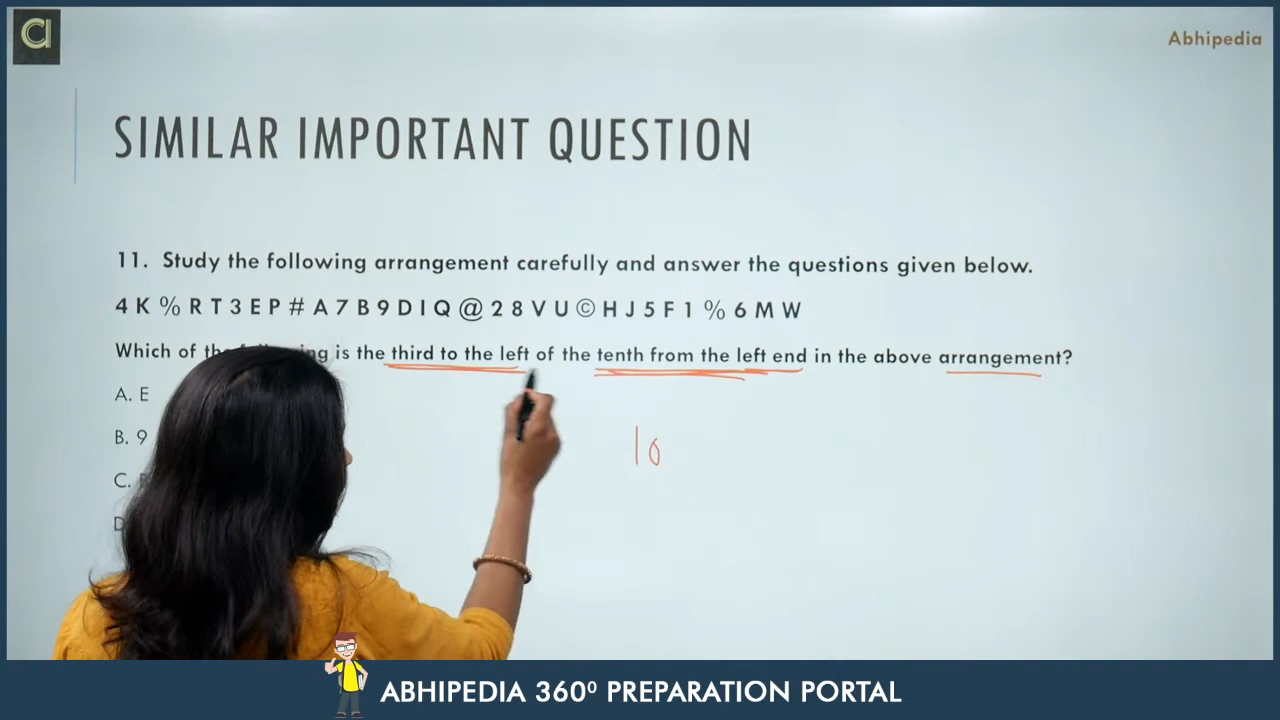 a
Abhipedia
SIMILAR IMPORTANT QUESTION
11. Study the following arrangement carefully and answer the questions given below.
4 K % R T 3 E P # A 7 B 9 D I Q @ 2 8 V U © H J 5 F 1 % 6 M W
Which of is the third to the left of the tenth from the left end in the above arrangement?
A. E
B. 9
C.
10
ABHIPEDIA 360⁰ PREPARATION PORTAL